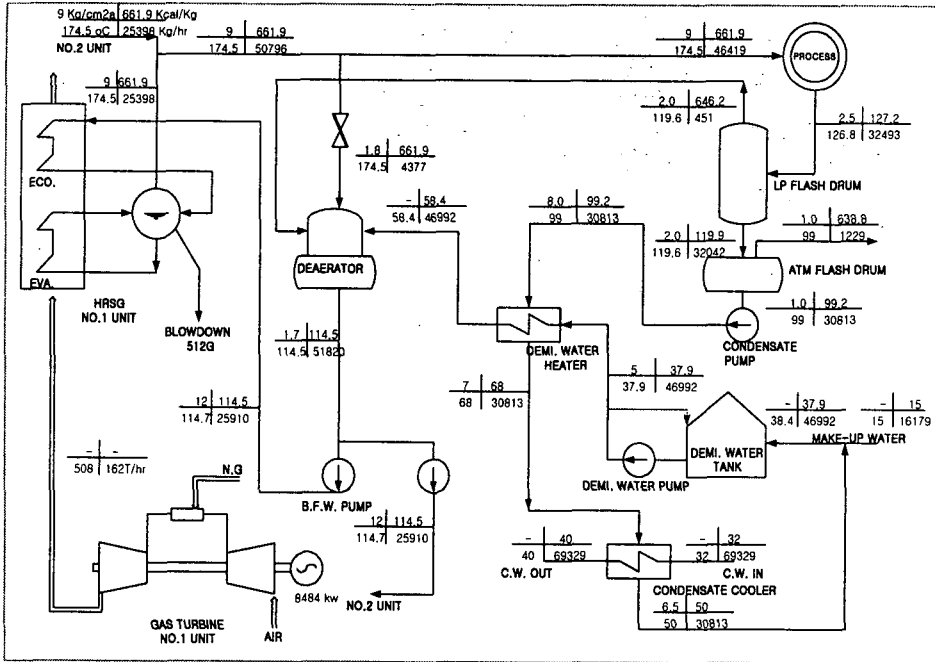 9 Kg/cm2a 661.9 Kcal/Kg
174.5 oC 25398 Kg/hr
NO.2 UNIT
9 661.9
174.5 50796
9 661.9
174.5 46419
PROCESS
9 661.9
174.5 25398
2.0 646.2
119.6 451
2.5 127.2
126.8 32493
1.8 661.9
174.5 4377
LP FLASH DRUM
ECO.
- 58.4
58.4 46992
8.0 99.2
99 30813
1.0 638.8
99 1229
2.0 119.9
119.6 32042
DEAERATOR
ATM FLASH DRUM
EVA.
HRSG
NO.1 UNIT
BLOWDOWN
512G
1.7 114.5
114.5 51820
DEMI. WATER
HEATER
1.0 99.2
99 30813
CONDENSATE
PUMP
5 37.9
37.9 46992
7 68
68 30813
12 114.5
114.7 25910
- 37.9
38.4 46992
- 15
15 16179
MAKE-UP WATER
DEMI. WATER
TANK
DEMI. WATER PUMP
- -
508 162T/hr
N.G
B.F.W. PUMP
12 114.5
114.7 25910
- 40
40 69329
C.W. OUT
- 32
32 69329
C.W. IN
CONDENSATE COOLER
8484 kw
NO.2 UNIT
6.5 50
50 30813
GAS TURBINE
NO.1 UNIT
AIR